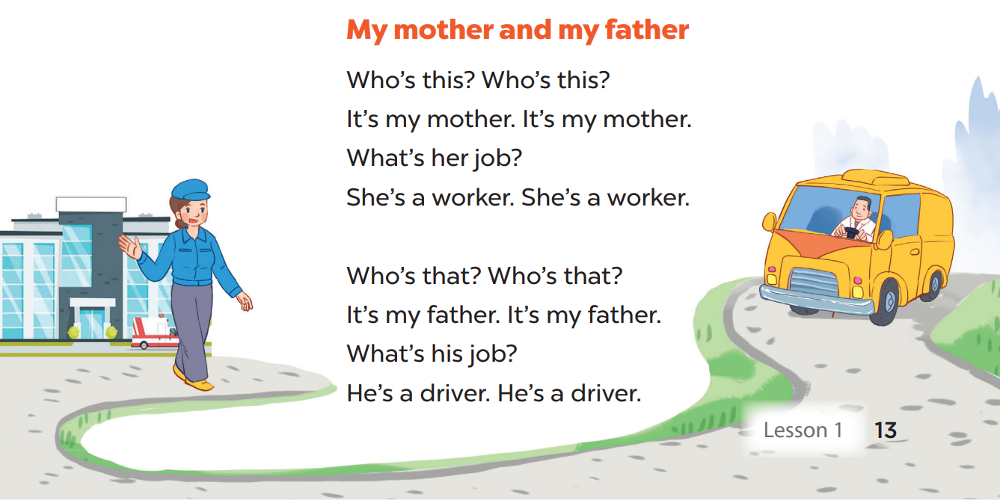 My mother and my father
Who's this? Who's this?
It's my mother. It's my mother.
What's her job?
She's a worker. She's a worker.
Who's that? Who's that?
It's my father. It's my father.
What's his job?
He's a driver. He's a driver.
Lesson 1 13